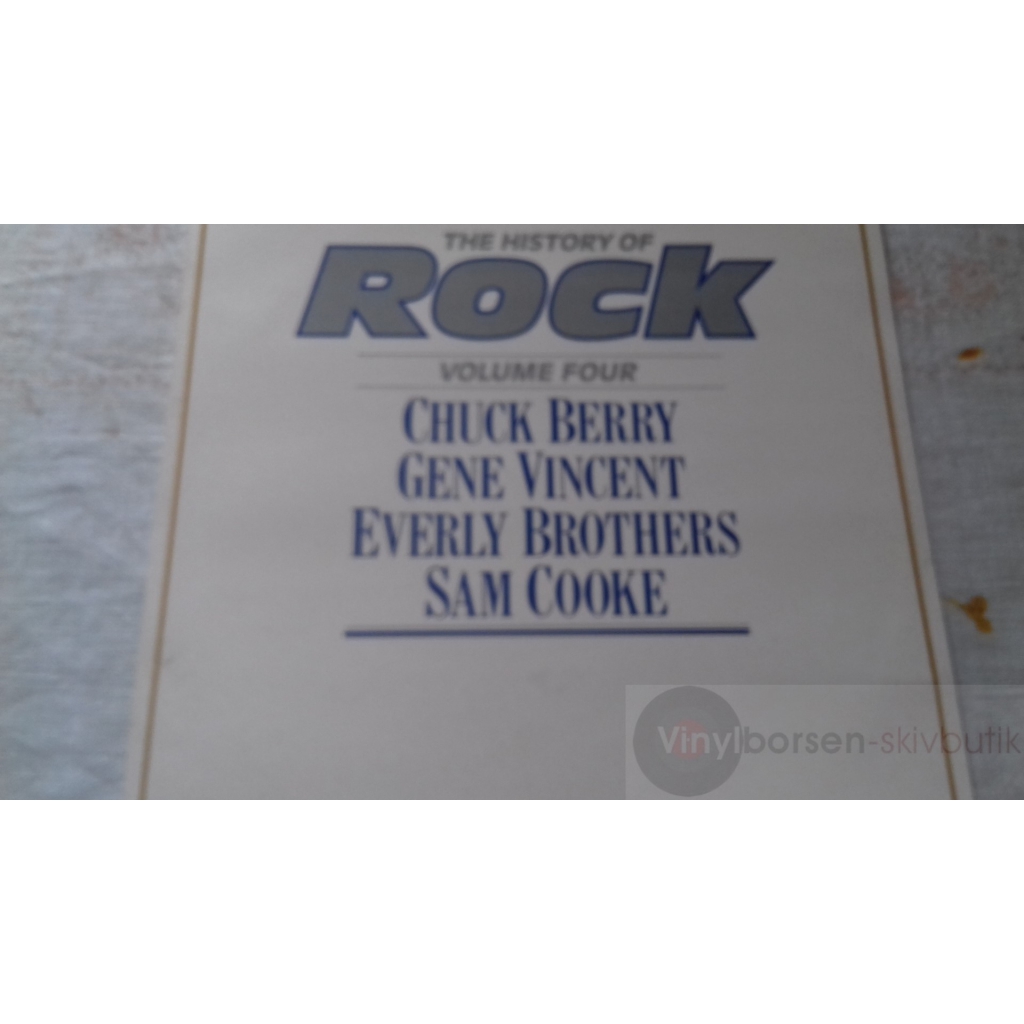 THE HISTORY OF
ROCK
VOLUME FOUR
CHUCK BERRY
GENE VINCENT
EVERLY BROTHERS
SAM COOKE
Vinylborsen-skivbutik